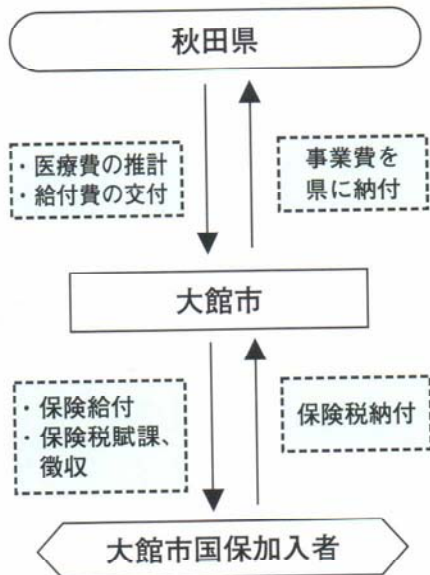 秋田県
・医療費の推計
・給付費の交付
事業費を
県に納付
大館市
・保険給付
・保険税賦課、
徴収
保険税納付
大館市国保加入者